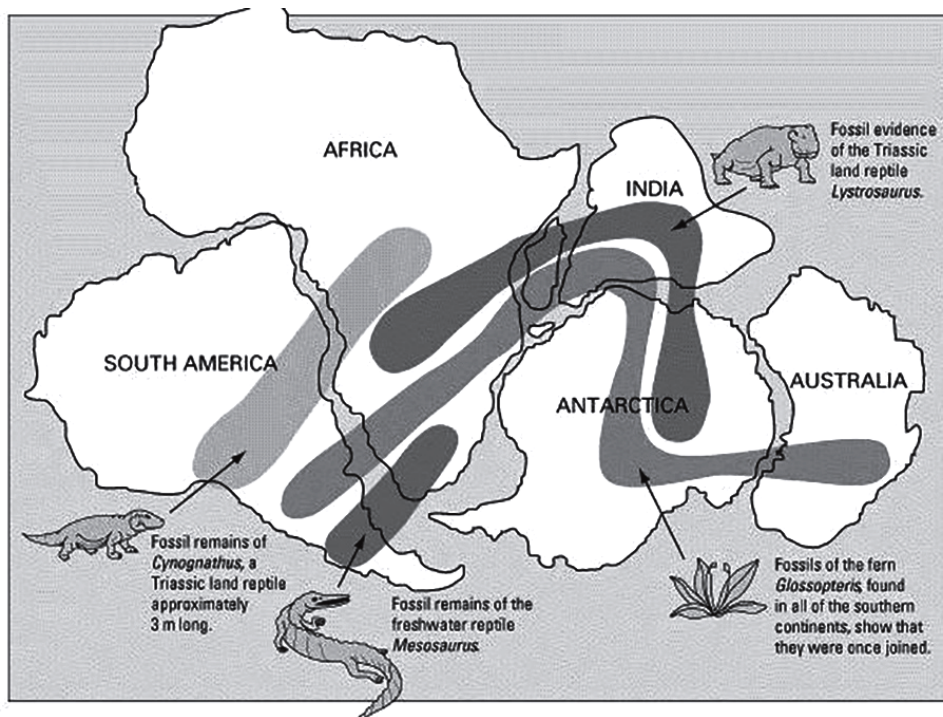 AFRICA
INDIA
Fossil evidence
of the Triassic
land reptile
Lystrosaurus.
SOUTH AMERICA
ANTARCTICA
AUSTRALIA
Fossil remains of
Cynognathus, a
Triassic land reptile
approximately
3 m long.
Fossil remains of the
freshwater reptile
Mesosaurus.
Fossils of the fern
Glossopteris, found
in all of the southern
continents, show that
they were once joined.